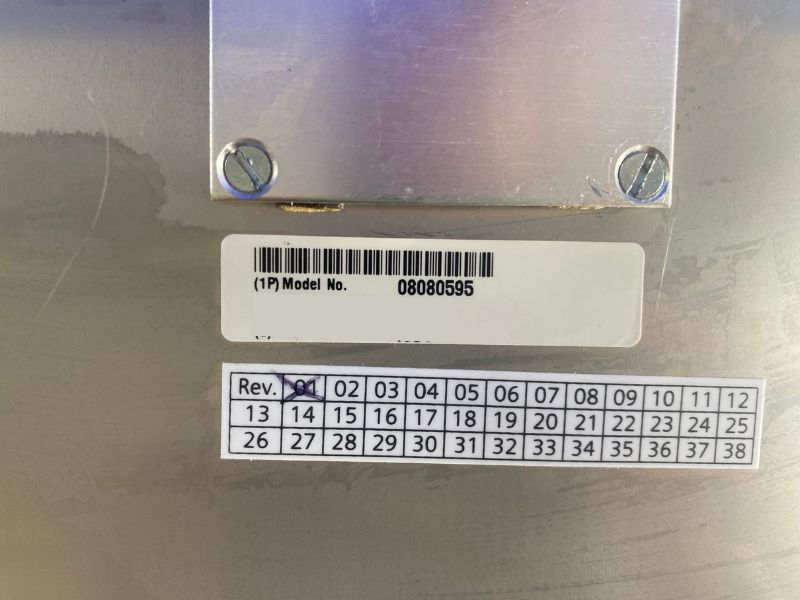 (1P) Model No. 08080595
Rev. 01 02 03 04 05 06 07 08 09 10 11 12
13 14 15 16 17 18 19 20 21 22 23 24 25
26 27 28 29 30 31 32 33 34 35 36 37 38